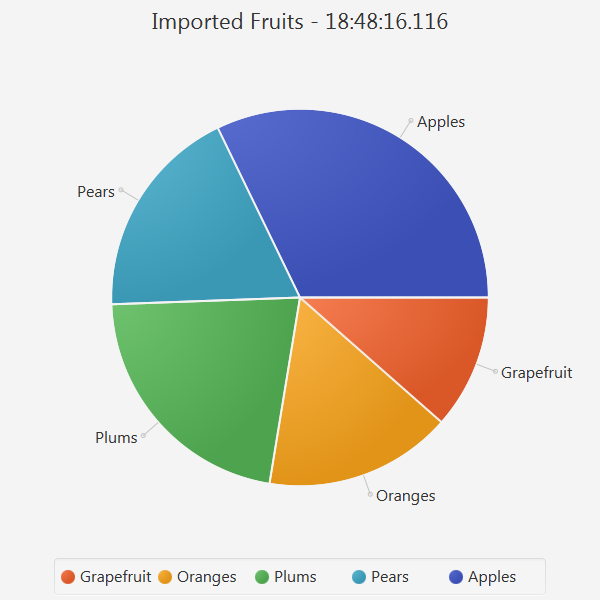 Imported Fruits - 18:48:16.116
Apples
Pears
Grapefruit
Plums
Oranges
Grapefruit Oranges Plums Pears Apples